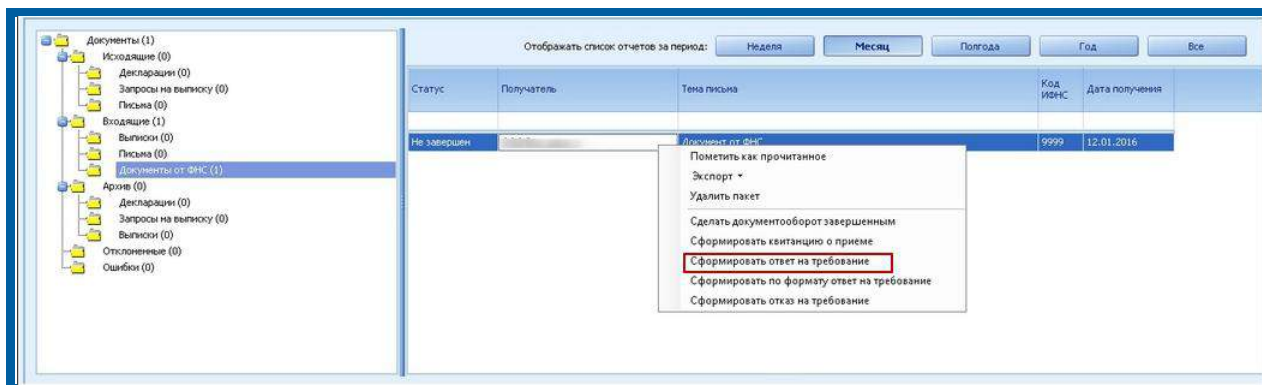 Документы (1)
Исходящие (0)
Декларации (0)
Запросы на выписку (0)
Письма (0)
Входящие (1)
Выписки (0)
Письма (0)
Документы от ФНС (1)
Архив (0)
Декларации (0)
Запросы на выписку (0)
Выписки (0)
Отклоненные (0)
Ошибки (0)
Отображать список отчетов за период: Неделя Месяц Полгода Год Все
Статус Получатель Тема письма Код ИФНС Дата получения
Не завершен Документ от ФНС 9999 12.01.2016
Пометить как прочитанное
Экспорт
Удалить пакет
Сделать документооборот завершенным
Сформировать квитанцию о приеме
Сформировать ответ на требование
Сформировать по формату ответ на требование
Сформировать отказ на требование